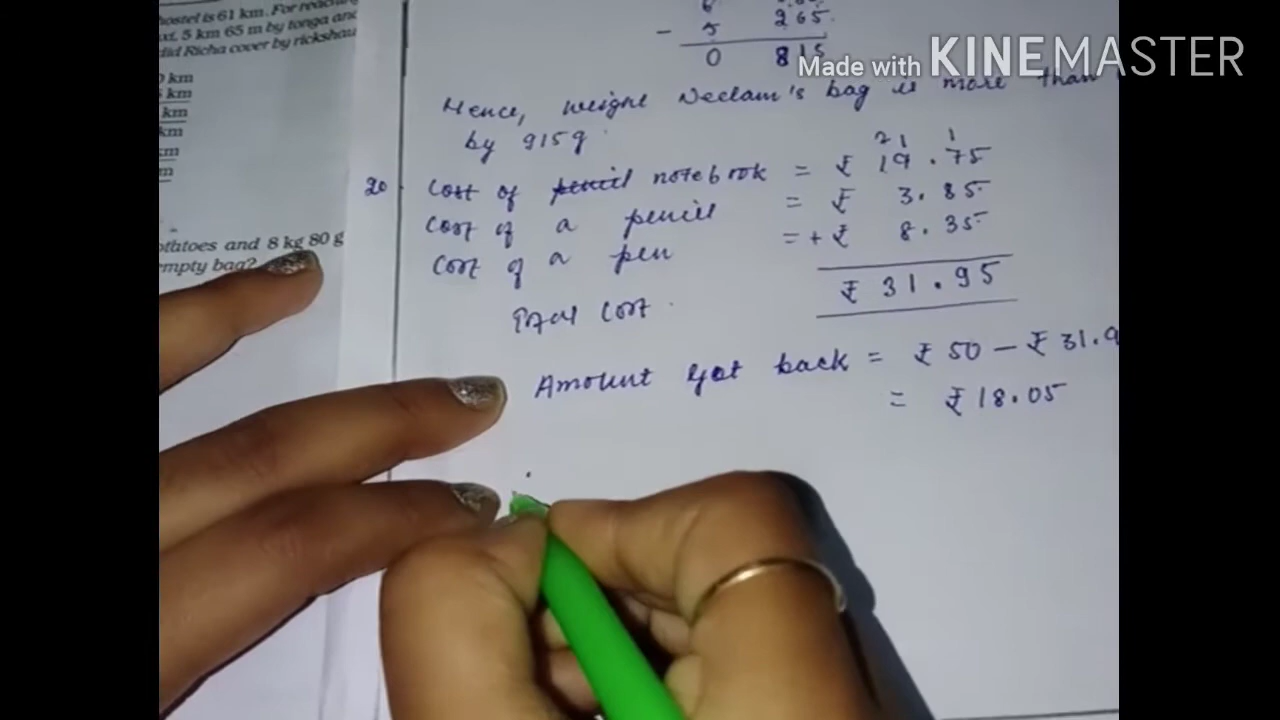 hostel is 61 km. For reaching
5 km 65 m by tonga and
did Richa cover by rickshaw
km
km
km
km
m
m
otatoes and 8 kg 80 g
empty bag?
265
0 815
Made with KINEMASTER
Hence, weight Neelam's bag is more than
by 915g
21 1
20. Cost of pencil notebook = ₹ 19.75
Cost of a pencil = ₹ 3.85
Cost of a pen = + ₹ 8.35
Total cost. ₹ 31.95
Amount got back = ₹ 50 - ₹ 31.9
= ₹ 18.05